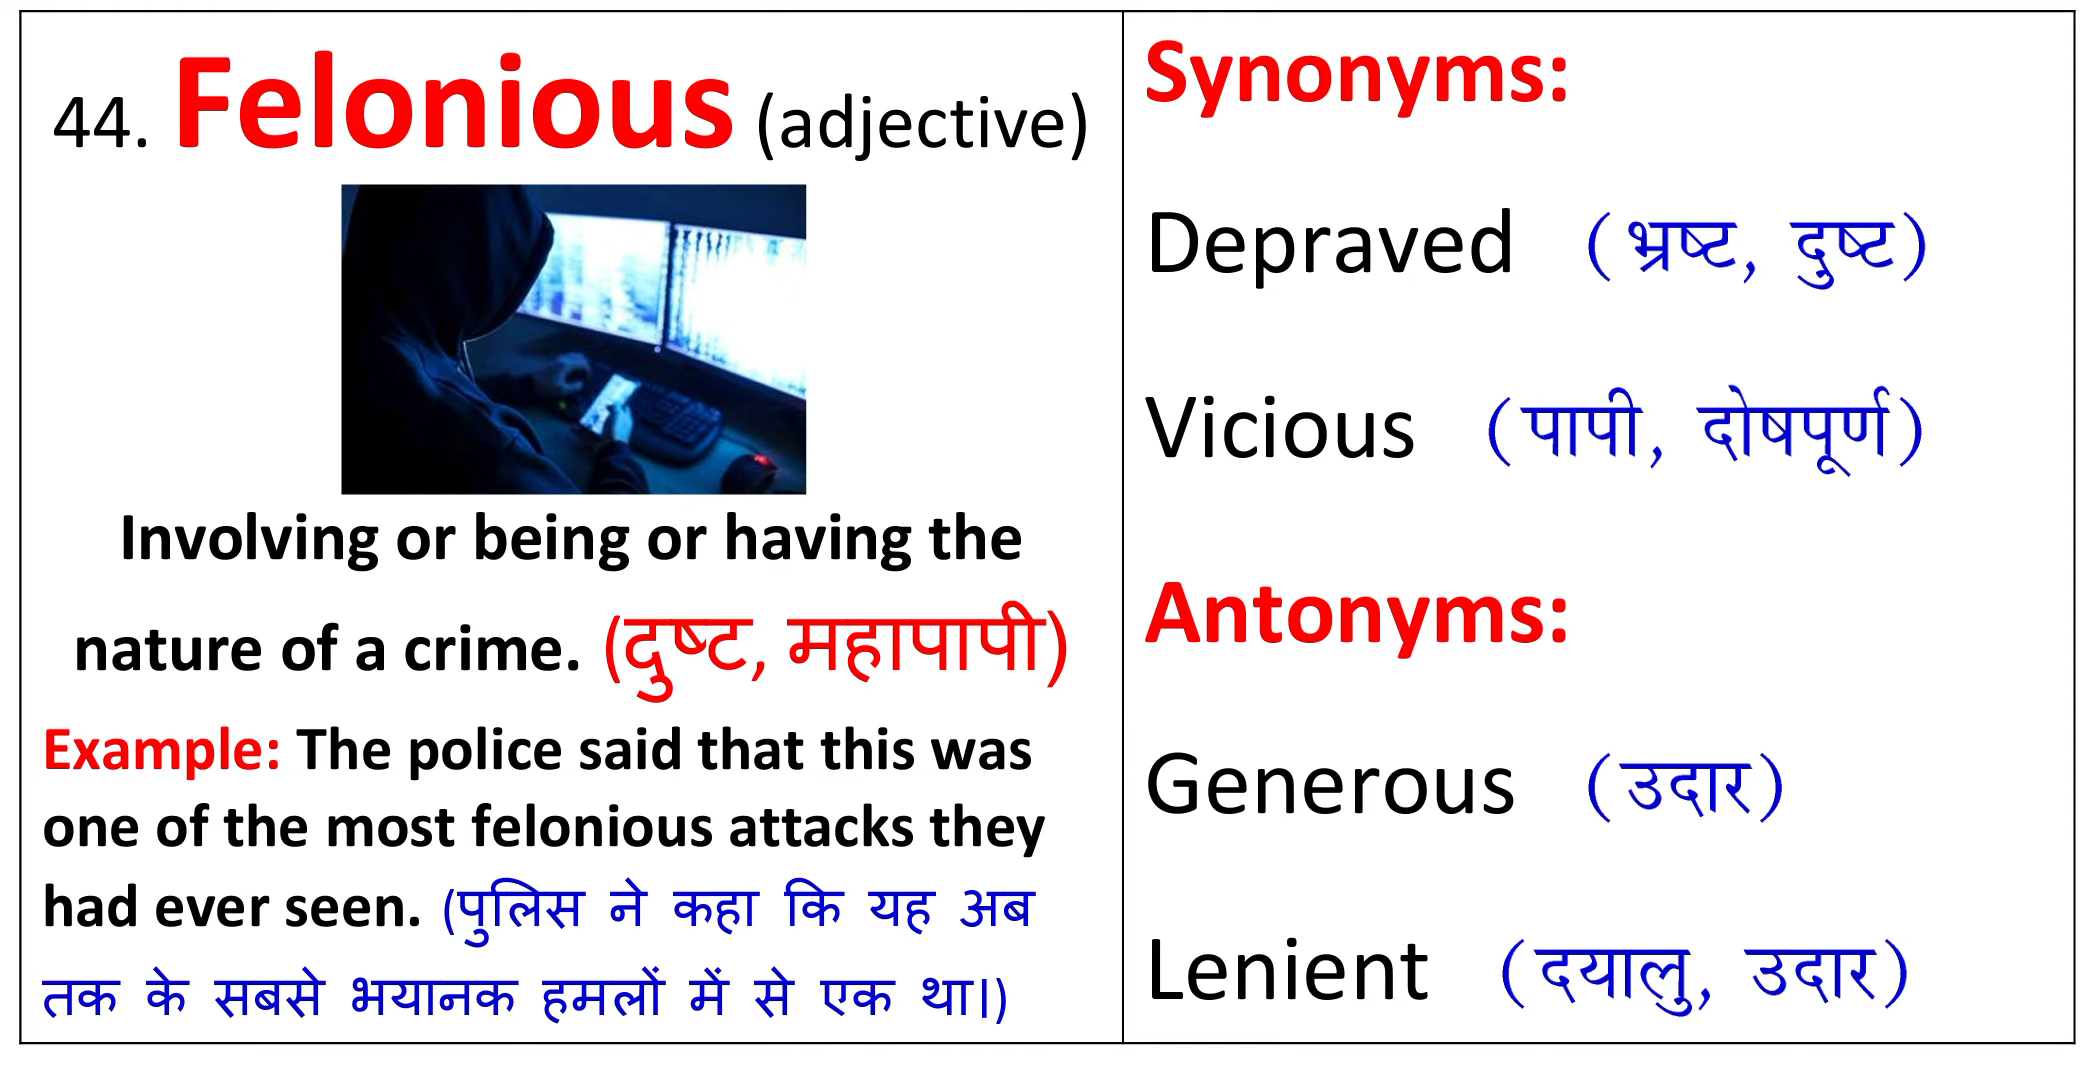 44. Felonious (adjective)
Involving or being or having the
nature of a crime. (दुष्ट, महापापी)
Example: The police said that this was
one of the most felonious attacks they
had ever seen. (पुलिस ने कहा कि यह अब
तक के सबसे भयानक हमलों में से एक था।)
Synonyms:
Depraved (भ्रष्ट, दुष्ट)
Vicious (पापी, दोषपूर्ण)
Antonyms:
Generous (उदार)
Lenient (दयालु, उदार)